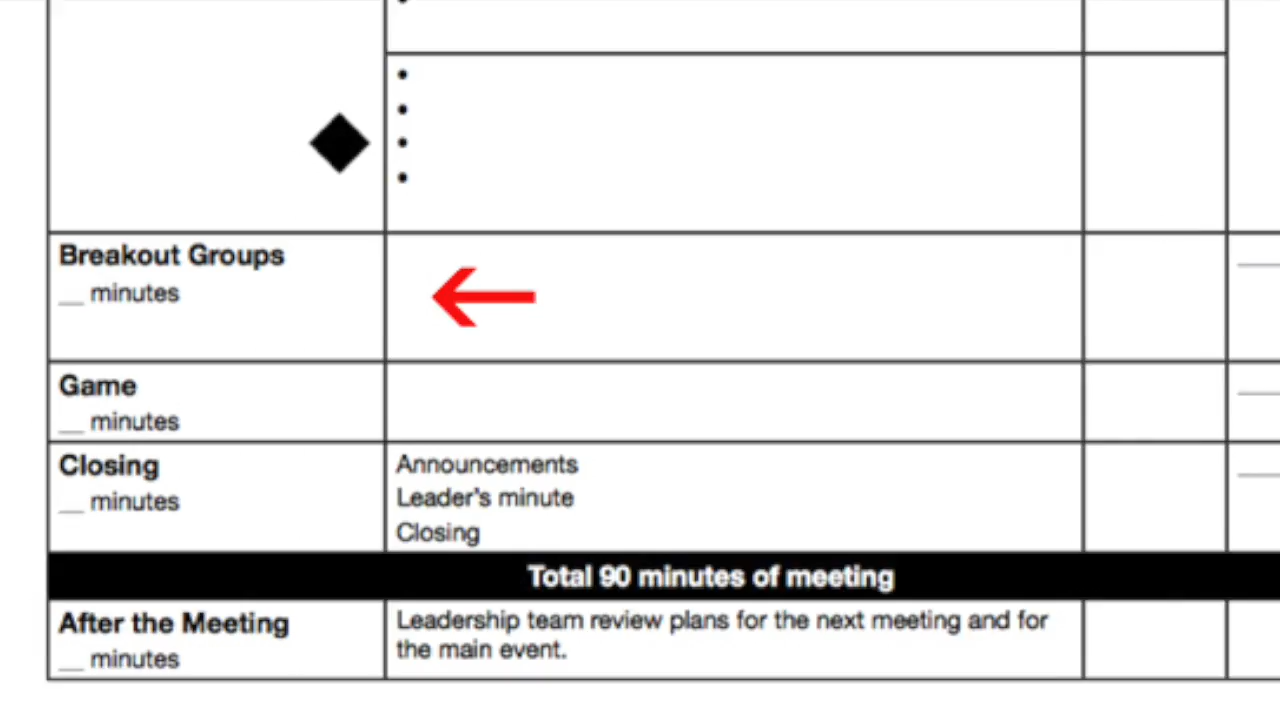 Breakout Groups
__ minutes
Game
__ minutes
Closing
__ minutes
Announcements
Leader's minute
Closing
Total 90 minutes of meeting
After the Meeting
__ minutes
Leadership team review plans for the next meeting and for
the main event.